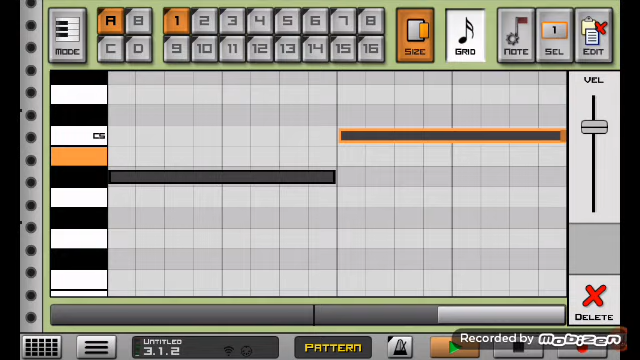 A B 1 2 3 4 5 6 7 8
C D 9 10 11 12 13 14 15 16
MODE SIZE GRID NOTE 1 SEL EDIT
VEL
C5
DELETE
UNTITLED
3.1.2
PATTERN
Recorded by
MOBIZEN